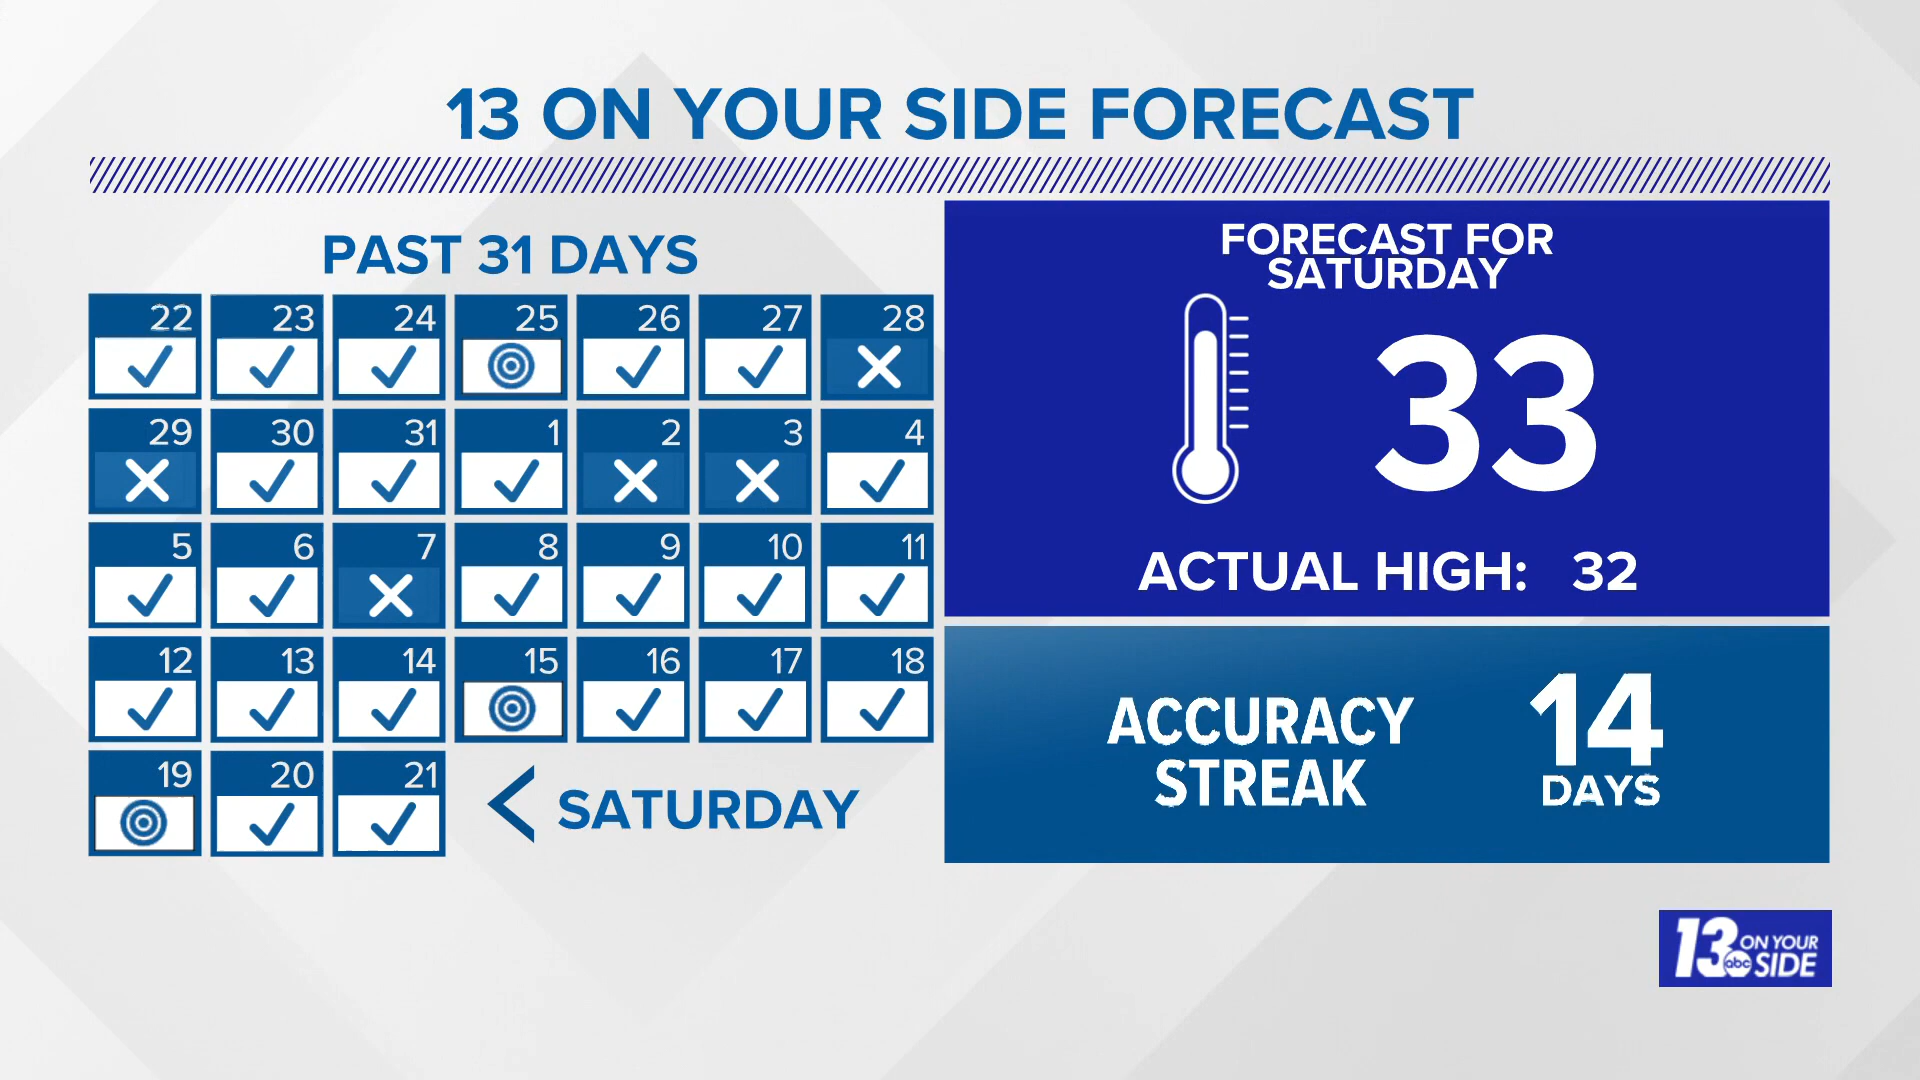 13 ON YOUR SIDE FORECAST
PAST 31 DAYS
22 23 24 25 26 27 28
29 30 31 1 2 3 4
5 6 7 8 9 10 11
12 13 14 15 16 17 18
19 20 21
SATURDAY
FORECAST FOR
SATURDAY
33
ACTUAL HIGH: 32
ACCURACY
STREAK
14
DAYS
13 ON YOUR
abc SIDE